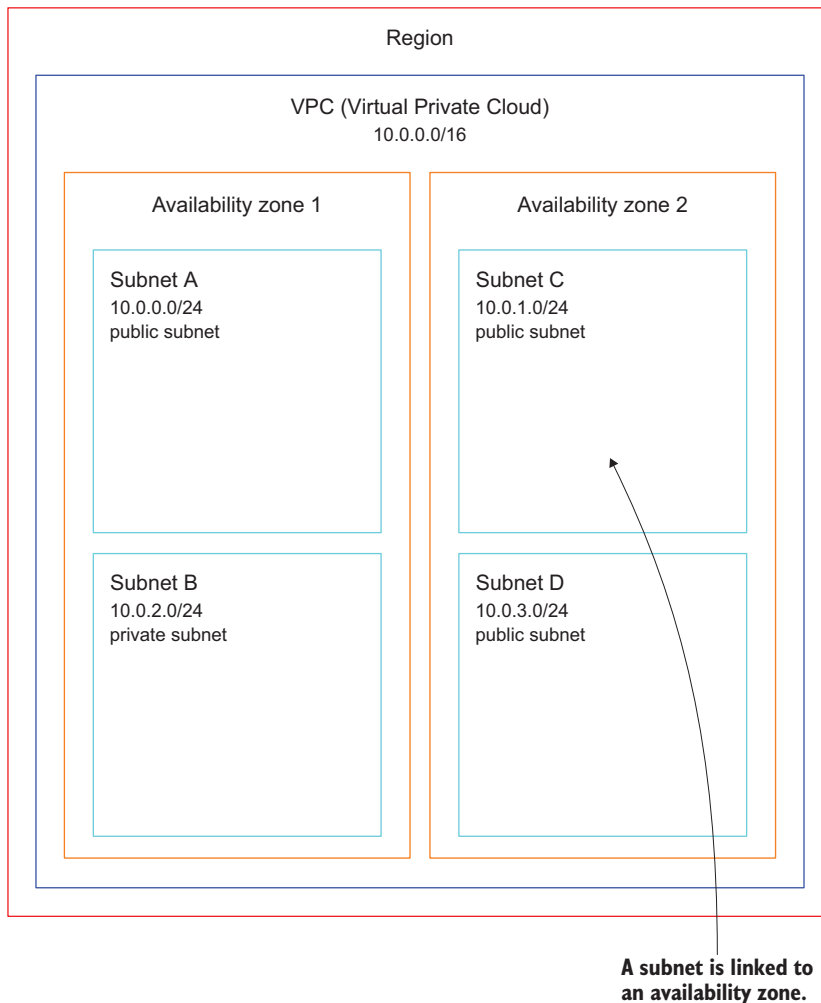 Region
VPC (Virtual Private Cloud)
10.0.0.0/16
Availability zone 1
Subnet A
10.0.0.0/24
public subnet
Subnet B
10.0.2.0/24
private subnet
Availability zone 2
Subnet C
10.0.1.0/24
public subnet
Subnet D
10.0.3.0/24
public subnet
A subnet is linked to
an availability zone.